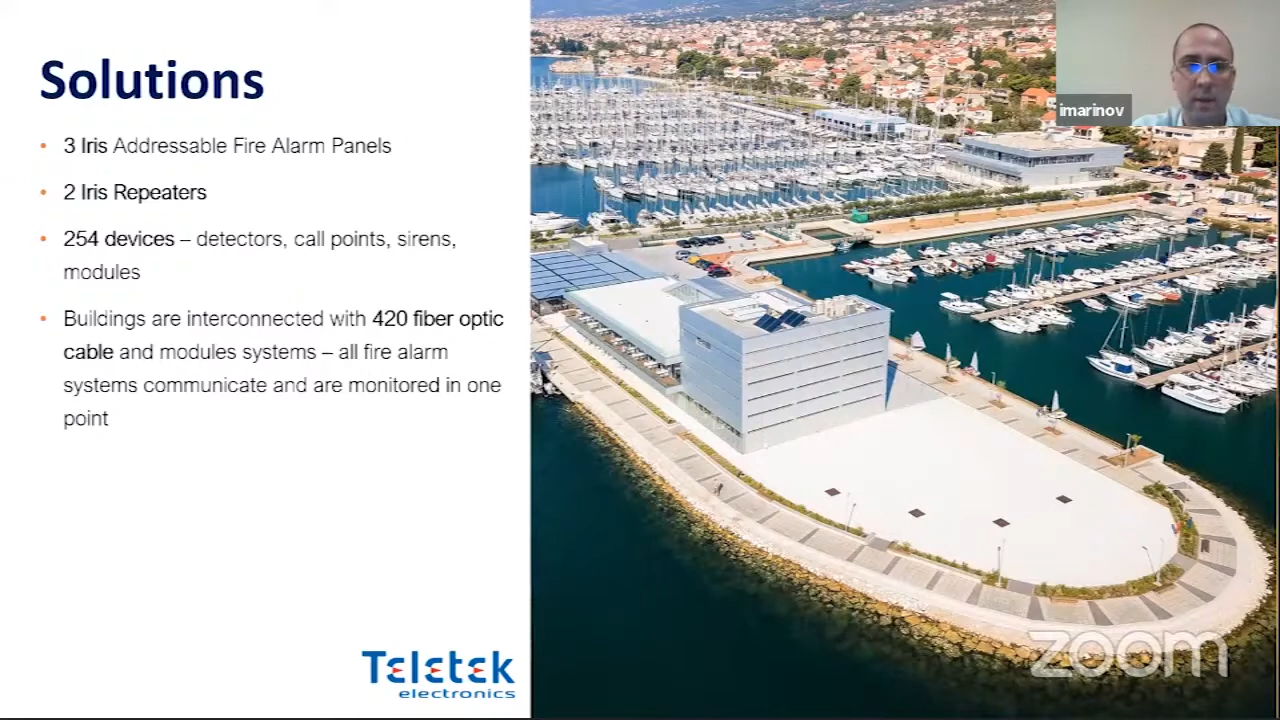 Solutions
• 3 Iris Addressable Fire Alarm Panels
• 2 Iris Repeaters
• 254 devices – detectors, call points, sirens,
modules
• Buildings are interconnected with 420 fiber optic
cable and modules systems – all fire alarm
systems communicate and are monitored in one
point
Teletek
electronics
imarinov
zoom